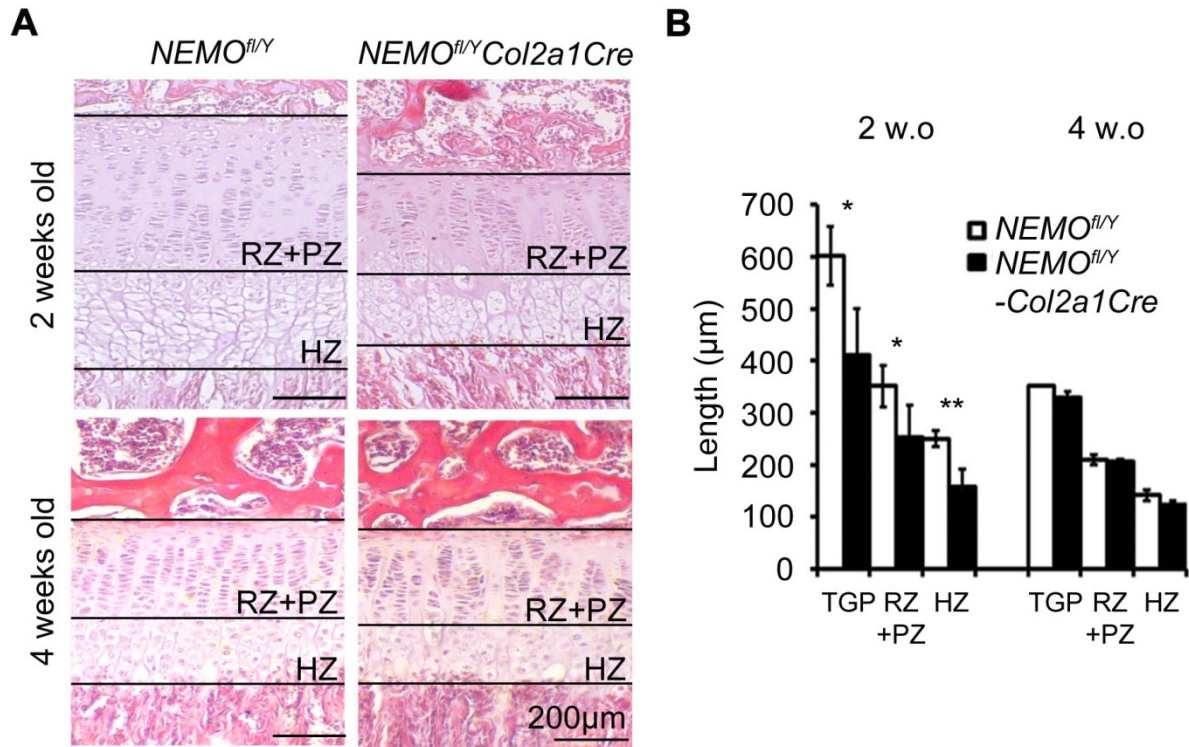 A
NEMOfl/Y
NEMOfl/YCol2a1Cre
2 weeks old
RZ+PZ
HZ
RZ+PZ
HZ
4 weeks old
RZ+PZ
HZ
RZ+PZ
HZ
200µm
B
2 w.o
4 w.o
NEMOfl/Y
NEMOfl/Y
-Col2a1Cre
Length (µm)
700
600
500
400
300
200
100
0
*
*
**
TGP RZ HZ
+PZ
TGP RZ HZ
+PZ